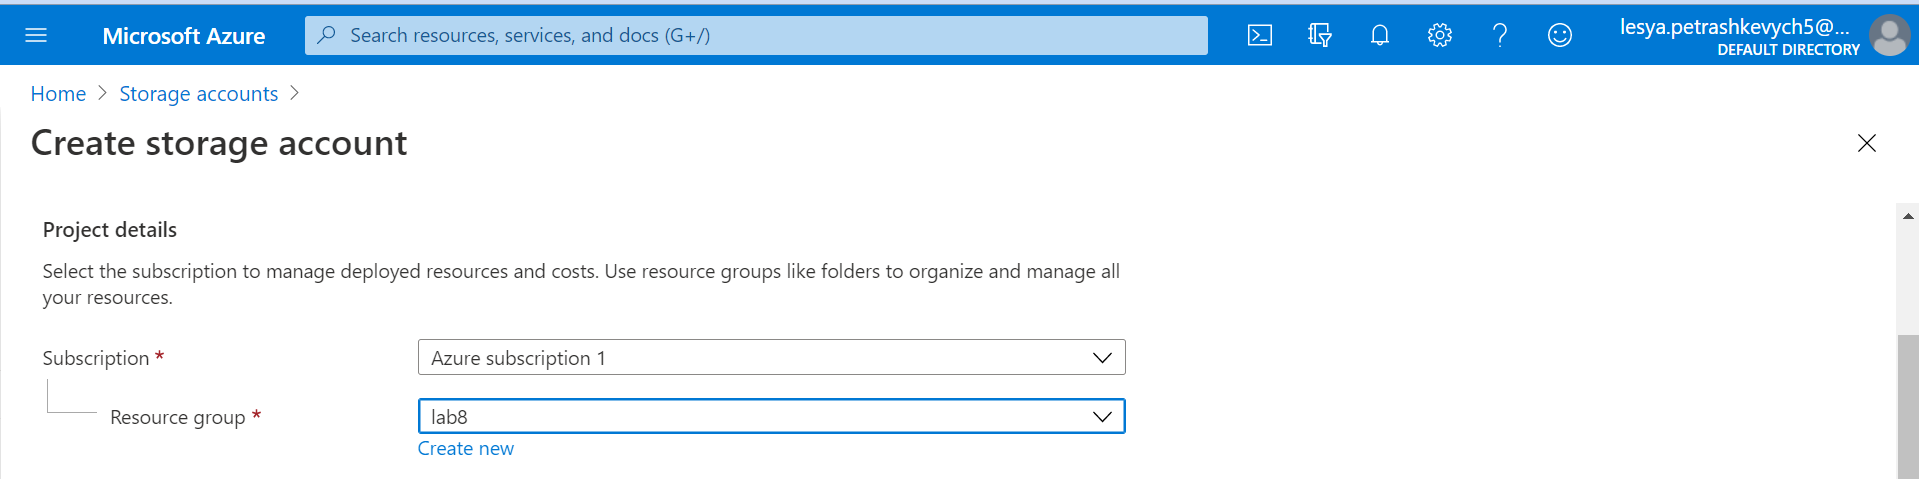 Microsoft Azure
Search resources, services, and docs (G+/)
lesya.petrashkevych5@...
DEFAULT DIRECTORY
Home > Storage accounts >
Create storage account
Project details
Select the subscription to manage deployed resources and costs. Use resource groups like folders to organize and manage all
your resources.
Subscription *
Azure subscription 1
Resource group *
lab8
Create new